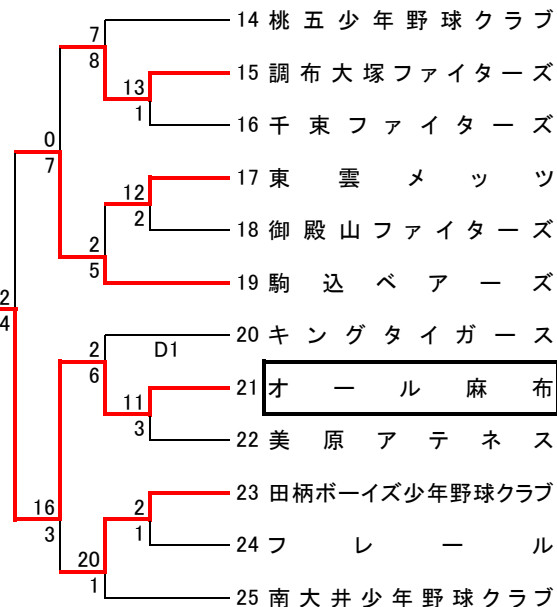 7
14 桃五少年野球クラブ
8
13
15 調布大塚ファイターズ
1
16 千束ファイターズ
0
7
12
17 東雲メッツ
2
18 御殿山ファイターズ
2
5
19 駒込ベアーズ
2
4
2
20 キングタイガース
D1
6
11
21 オール麻布
3
22 美原アテネス
16
3
2
23 田柄ボーイズ少年野球クラブ
1
24 フレール
20
1
25 南大井少年野球クラブ